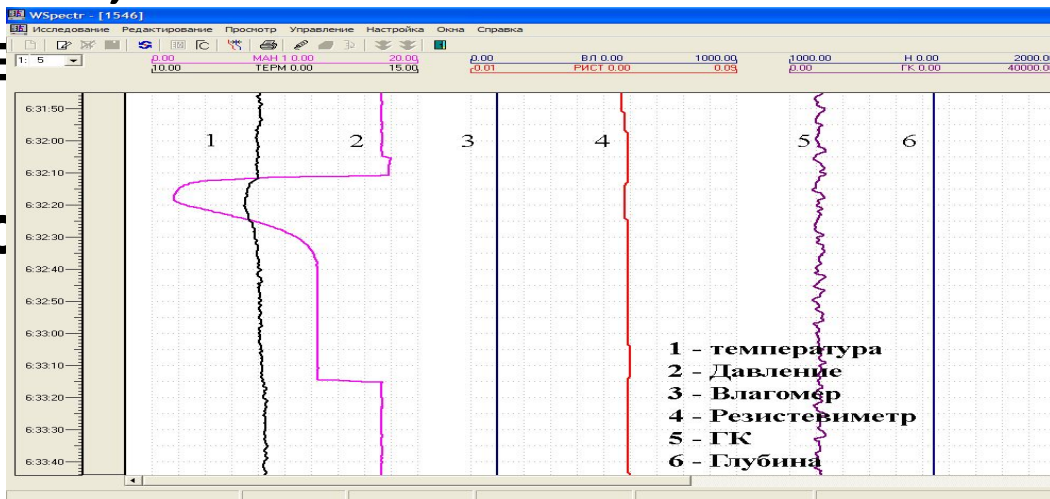 WSpectr - [1546]
Исследование Редактирование Просмотр Управление Настройка Окна Справка
1: 5
0.00 МАН 1 0.00 20.00 0.00 ВЛ 0.00 1000.00 1000.00 Н 0.00 2000.00
10.00 ТЕРМ 0.00 15.00 -0.01 РИСТ 0.00 0.09 0.00 ГК 0.00 40000.0
6:31:50
6:32:00
1 2 3 4 5 6
6:32:10
6:32:20
6:32:30
6:32:40
6:32:50
6:33:00
1 - температура
6:33:10
2 - Давление
6:33:20
3 - Влагомер
4 - Резистевиметр
6:33:30
5 - ГК
6:33:40
6 - Глубина